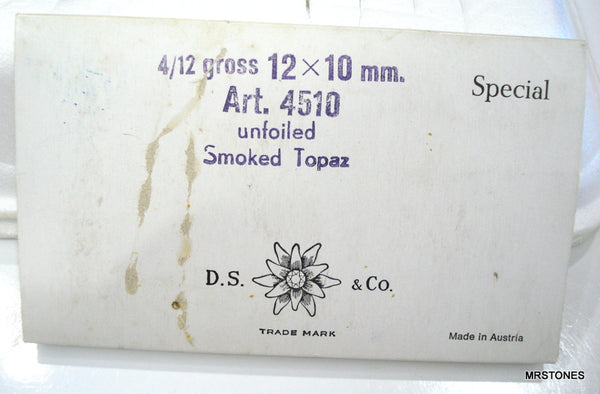 4/12 gross 12×10 mm.
Special
Art. 4510
unfoiled
Smoked Topaz
D.S. & Co.
TRADE MARK
Made in Austria
MRSTONES